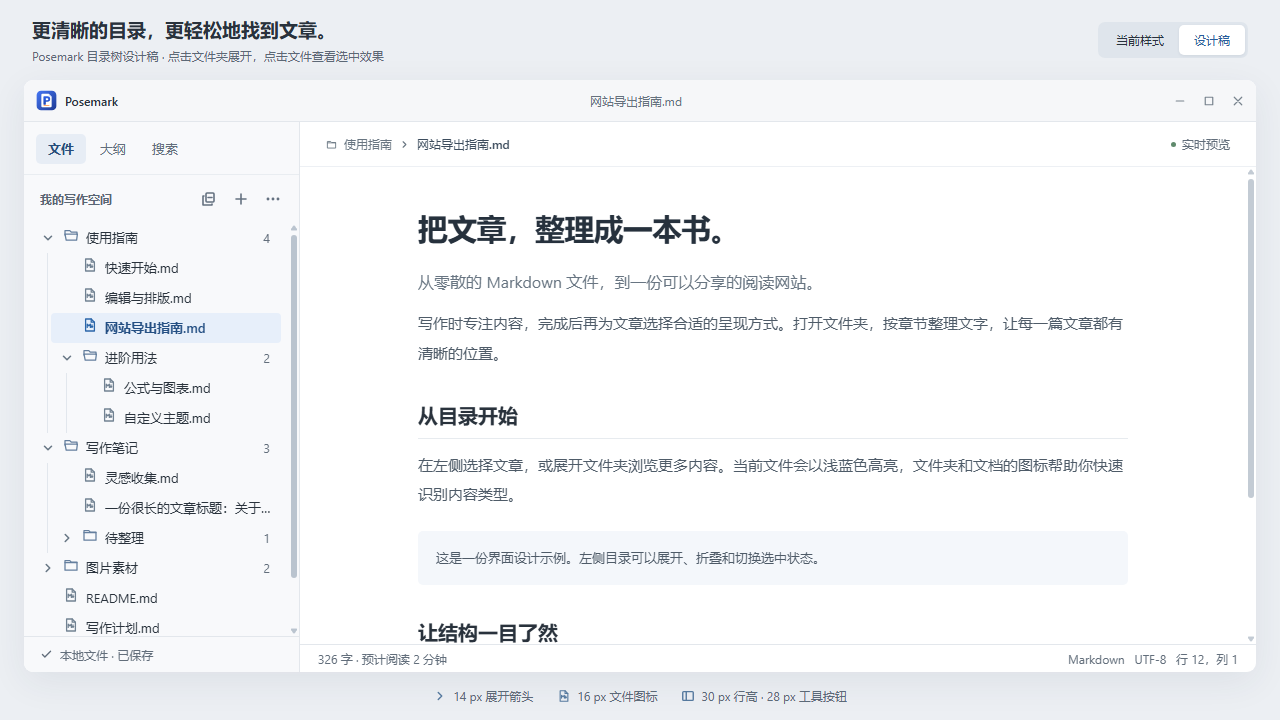 更清晰的目录，更轻松地找到文章。
Posemark 目录树设计稿 · 点击文件夹展开，点击文件查看选中效果
当前样式 设计稿
Posemark
网站导出指南.md
文件 大纲 搜索
使用指南 网站导出指南.md
实时预览
我的写作空间
使用指南 4
快速开始.md
编辑与排版.md
网站导出指南.md
进阶用法 2
公式与图表.md
自定义主题.md
写作笔记 3
灵感收集.md
一份很长的文章标题：关于...
待整理 1
图片素材 2
README.md
写作计划.md
本地文件 · 已保存
把文章，整理成一本书。
从零散的 Markdown 文件，到一份可以分享的阅读网站。
写作时专注内容，完成后再为文章选择合适的呈现方式。打开文件夹，按章节整理文字，让每一篇文章都有
清晰的位置。
从目录开始
在左侧选择文章，或展开文件夹浏览更多内容。当前文件会以浅蓝色高亮，文件夹和文档的图标帮助你快速
识别内容类型。
这是一份界面设计示例。左侧目录可以展开、折叠和切换选中状态。
让结构一目了然
326 字 · 预计阅读 2 分钟
Markdown UTF-8 行 12，列 1
14 px 展开箭头 16 px 文件图标 30 px 行高 · 28 px 工具按钮